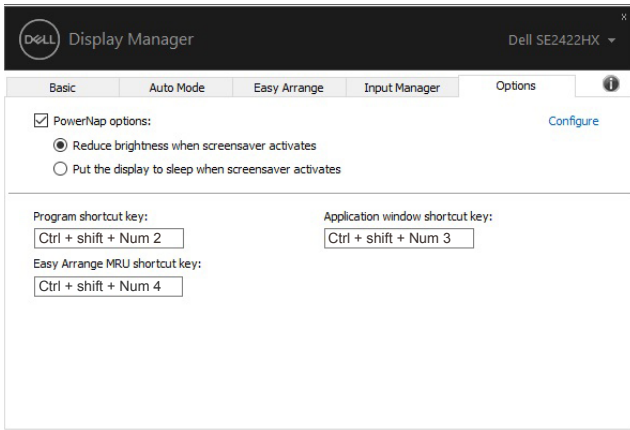 x
DELL Display Manager
Dell SE2422HX
Basic Auto Mode Easy Arrange Input Manager Options i
PowerNap options: Configure
Reduce brightness when screensaver activates
Put the display to sleep when screensaver activates
Program shortcut key: Application window shortcut key:
Ctrl + shift + Num 2 Ctrl + shift + Num 3
Easy Arrange MRU shortcut key:
Ctrl + shift + Num 4